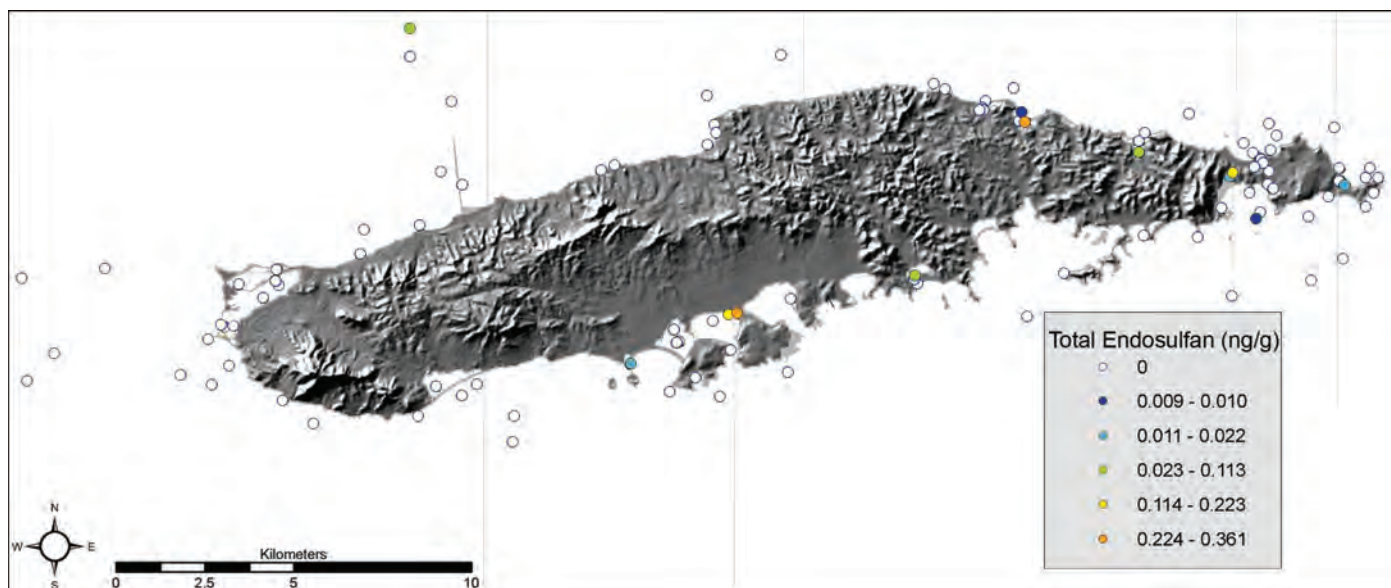 Total Endosulfan (ng/g)
0
0.009 - 0.010
0.011 - 0.022
0.023 - 0.113
0.114 - 0.223
0.224 - 0.361
N
W E
S
Kilometers
0 2.5 5 10